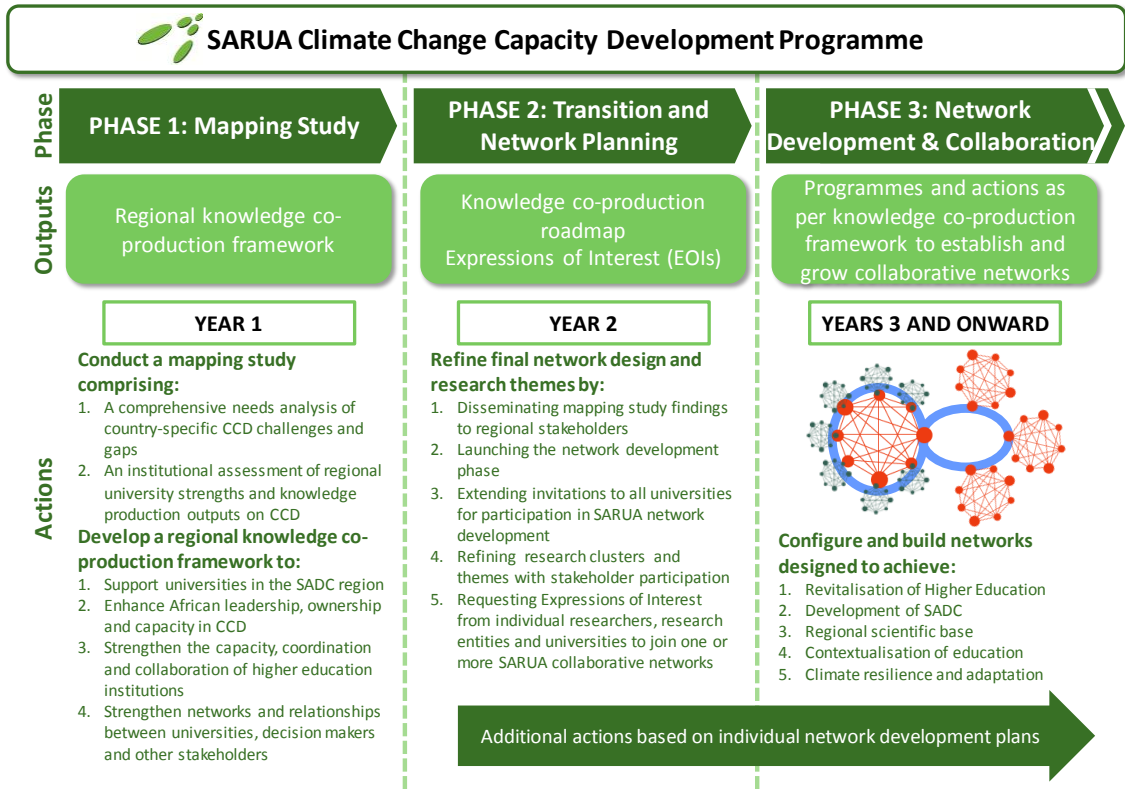 SARUA Climate Change Capacity Development Programme
Phase
PHASE 1: Mapping Study
PHASE 2: Transition and
Network Planning
PHASE 3: Network
Development & Collaboration
Outputs
Regional knowledge co-
production framework
Knowledge co-production
roadmap
Expressions of Interest (EOIs)
Programmes and actions as
per knowledge co-production
framework to establish and
grow collaborative networks
Actions
YEAR 1
Conduct a mapping study
comprising:
1. A comprehensive needs analysis of
country-specific CCD challenges and
gaps
2. An institutional assessment of regional
university strengths and knowledge
production outputs on CCD
Develop a regional knowledge co-
production framework to:
1. Support universities in the SADC region
2. Enhance African leadership, ownership
and capacity in CCD
3. Strengthen the capacity, coordination
and collaboration of higher education
institutions
4. Strengthen networks and relationships
between universities, decision makers
and other stakeholders
YEAR 2
Refine final network design and
research themes by:
1. Disseminating mapping study findings
to regional stakeholders
2. Launching the network development
phase
3. Extending invitations to all universities
for participation in SARUA network
development
4. Refining research clusters and
themes with stakeholder participation
5. Requesting Expressions of Interest
from individual researchers, research
entities and universities to join one or
more SARUA collaborative networks
YEARS 3 AND ONWARD
Configure and build networks
designed to achieve:
1. Revitalisation of Higher Education
2. Development of SADC
3. Regional scientific base
4. Contextualisation of education
5. Climate resilience and adaptation
Additional actions based on individual network development plans